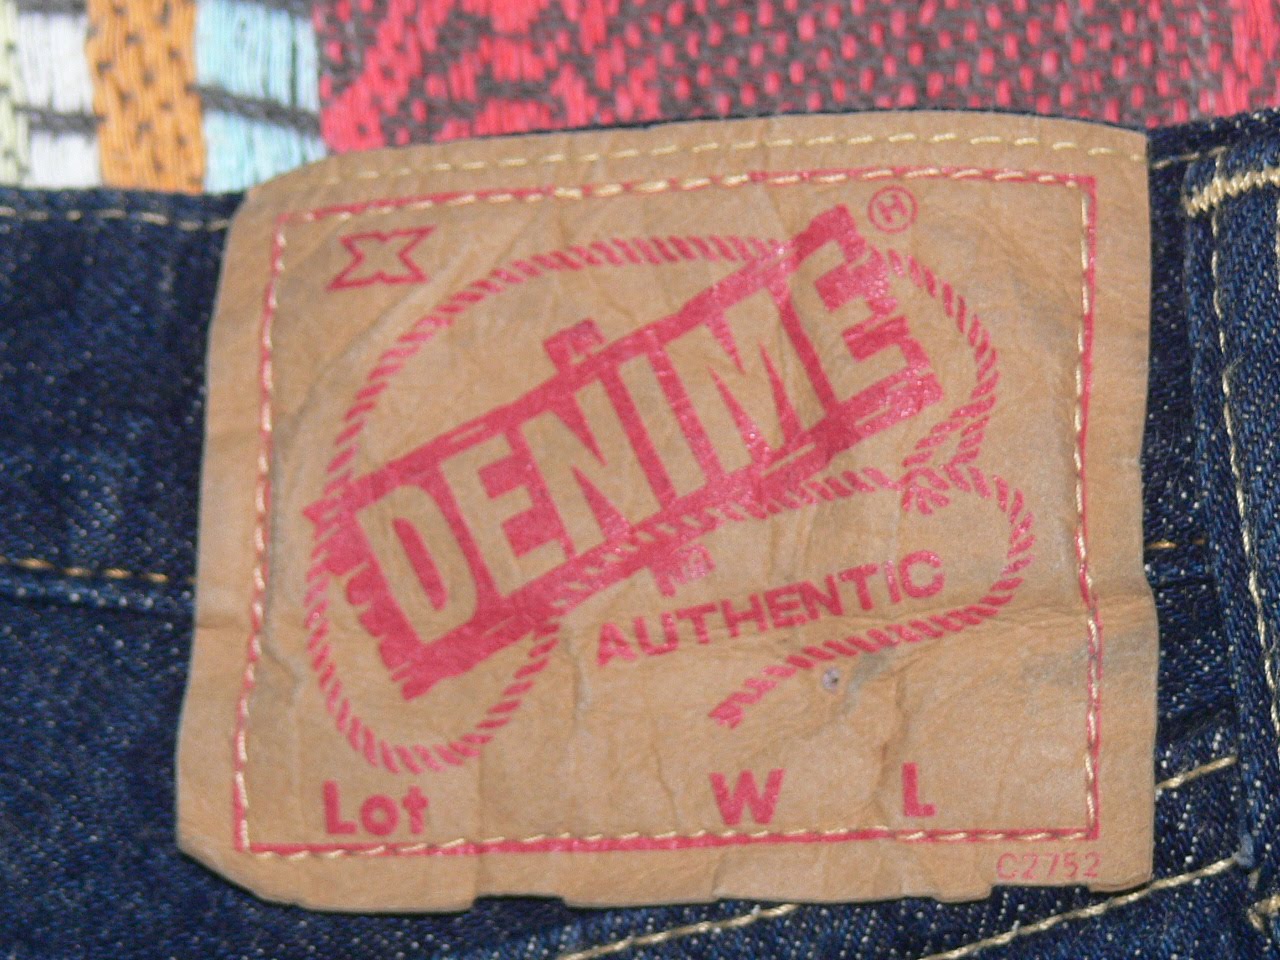 X
Ⓗ
DENIME
AUTHENTIC
Lot W L
C2752